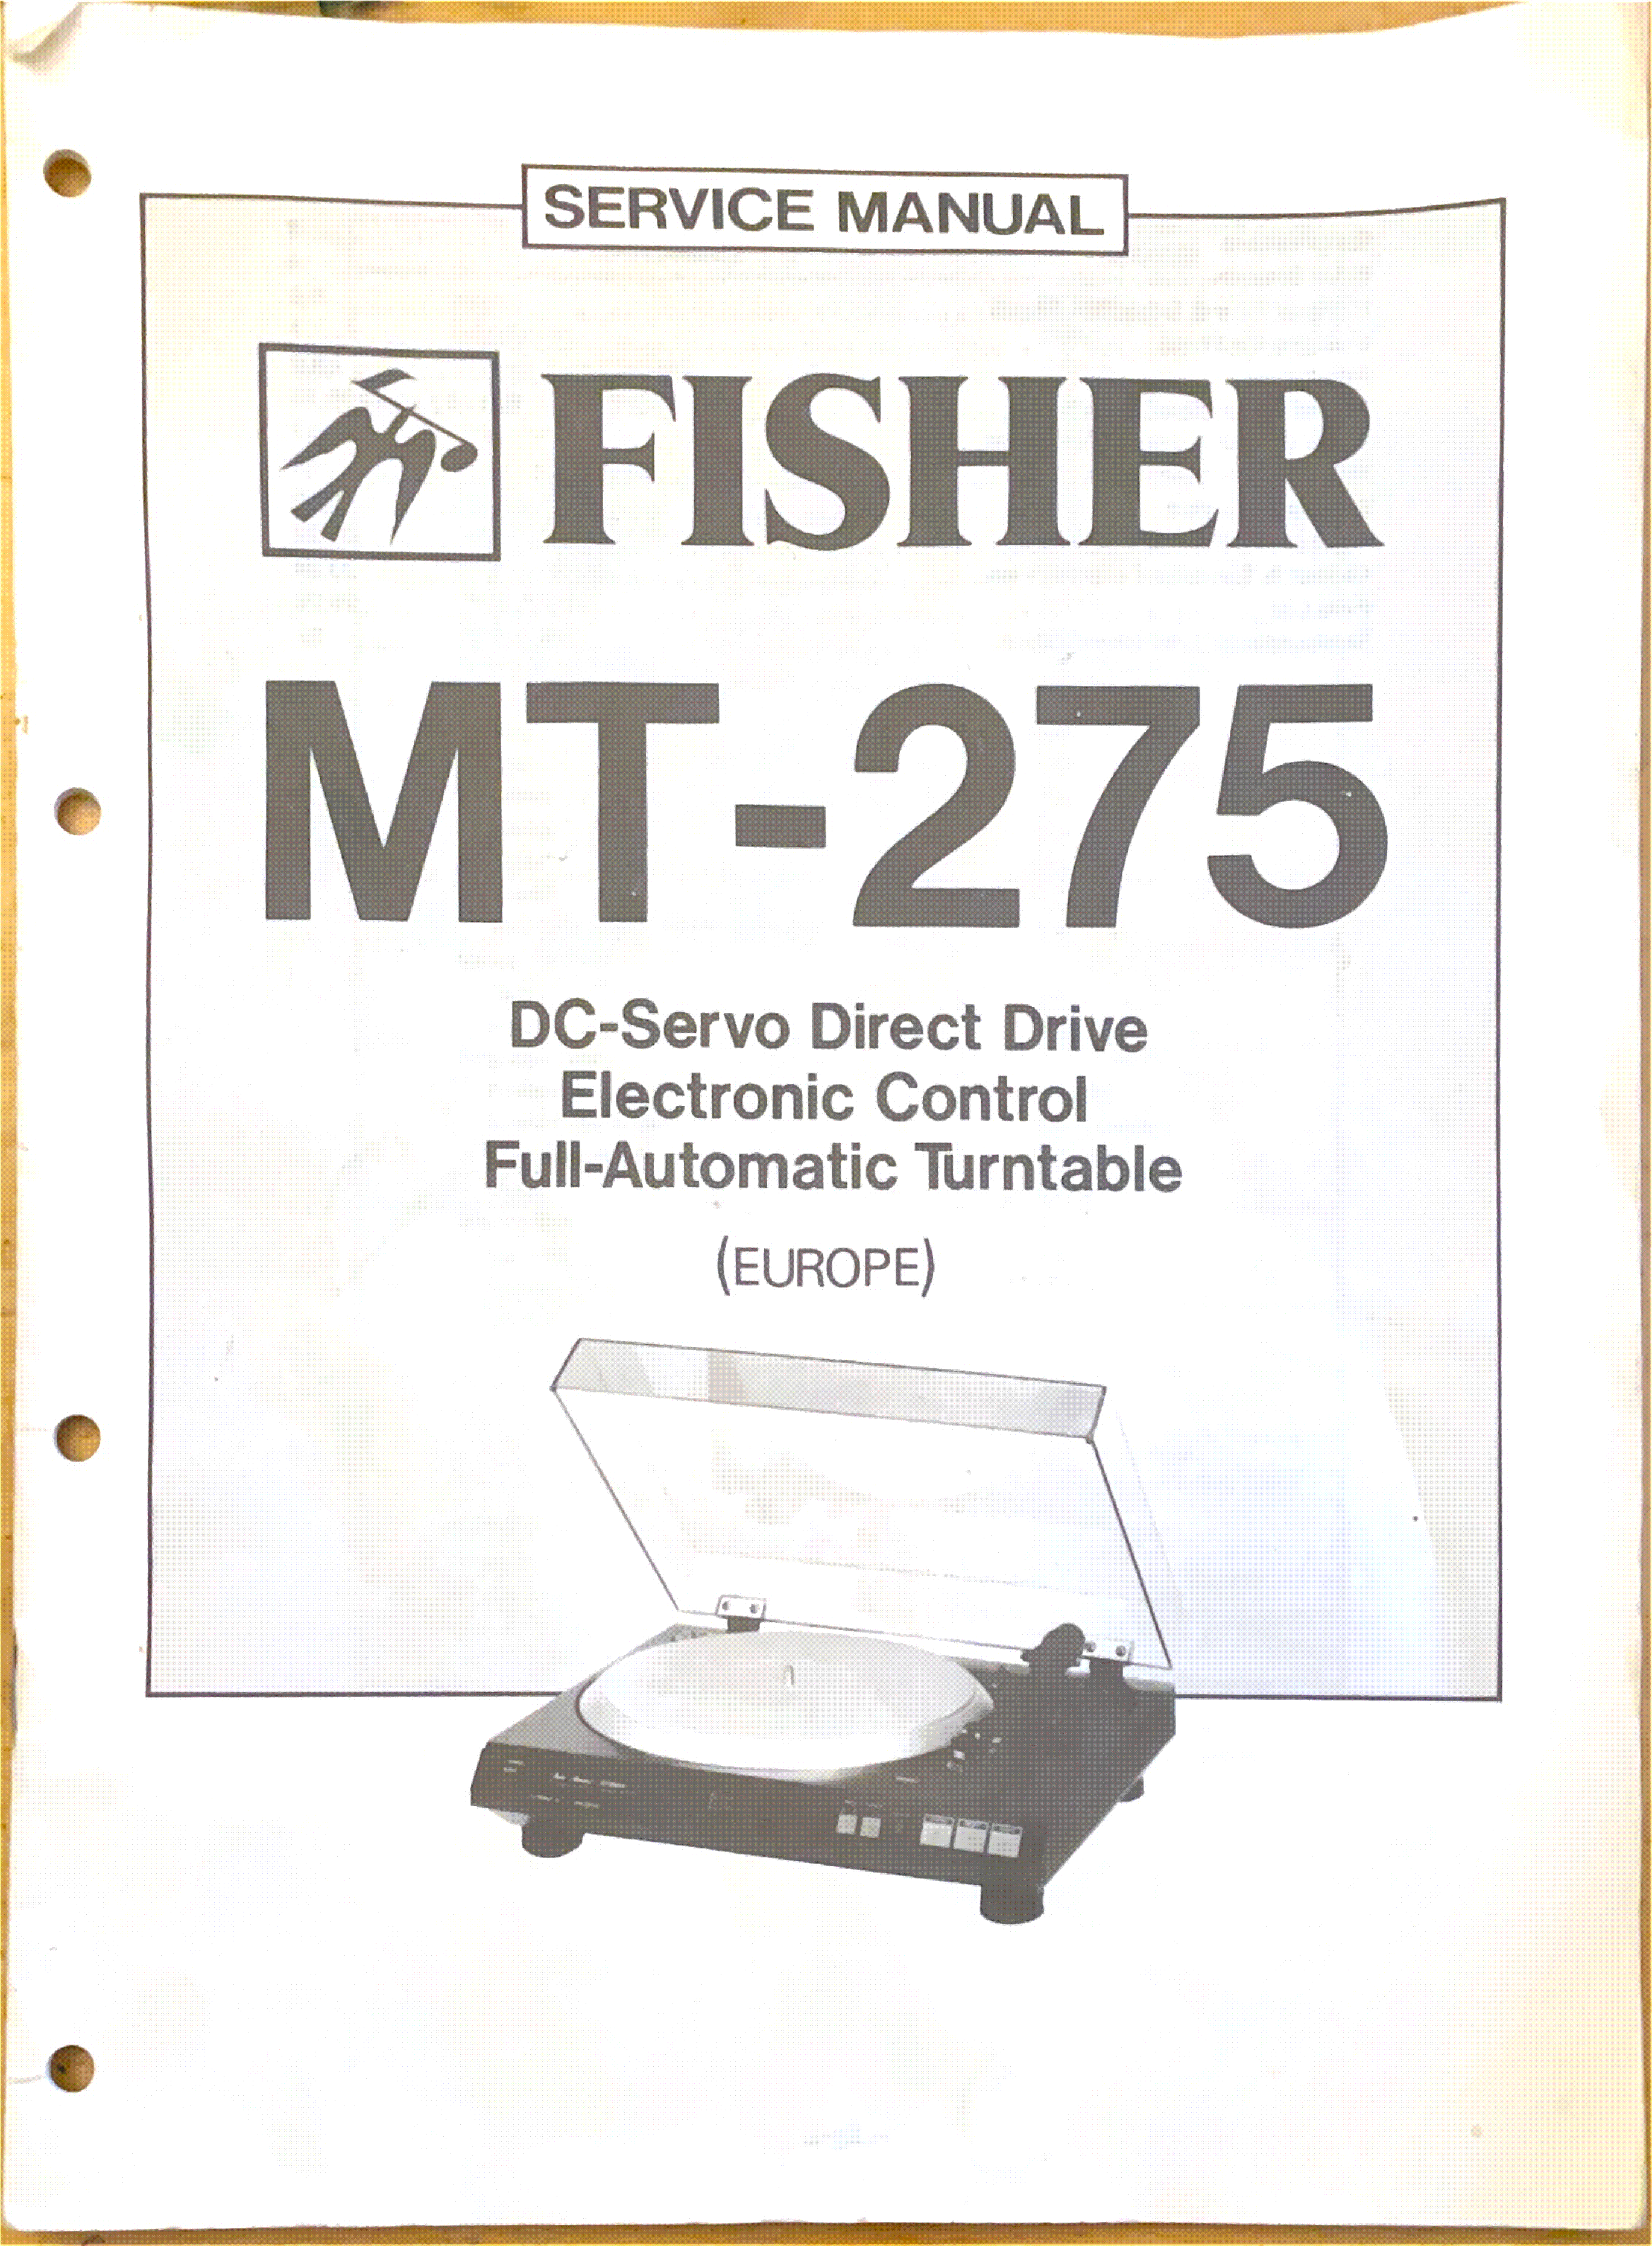 SERVICE MANUAL
FISHER
MT-275
DC-Servo Direct Drive
Electronic Control
Full-Automatic Turntable
(EUROPE)